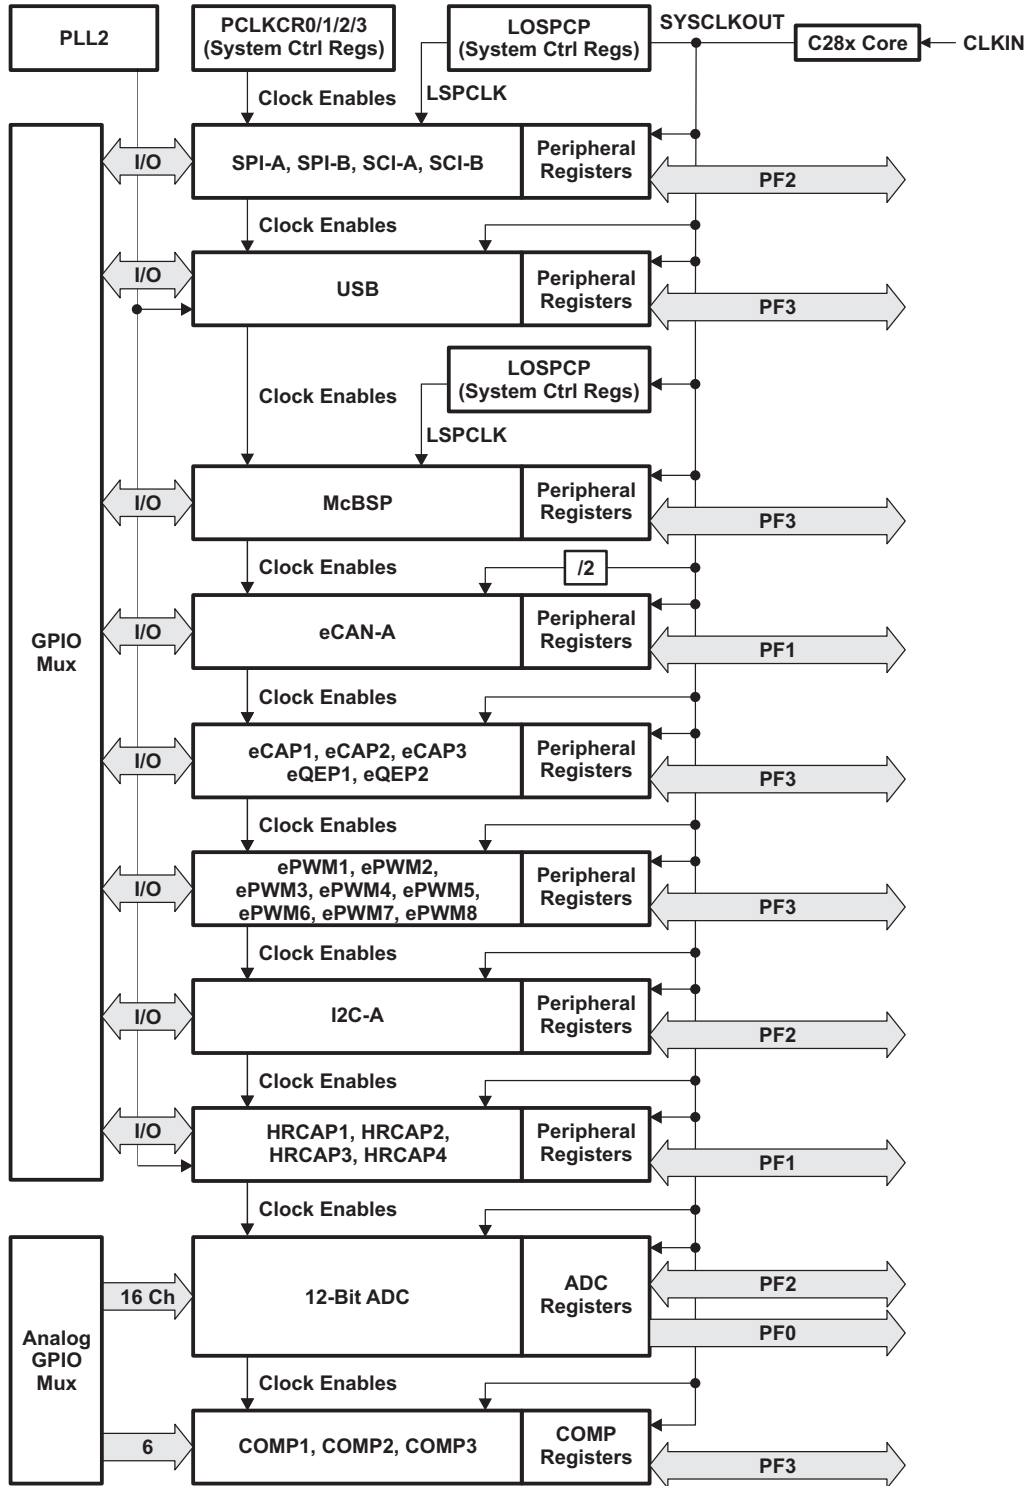 PLL2
PCLKCR0/1/2/3
(System Ctrl Regs)
LOSPCP
(System Ctrl Regs)
SYSCLKOUT
C28x Core
CLKIN
Clock Enables
LSPCLK
I/O
SPI-A, SPI-B, SCI-A, SCI-B
Peripheral
Registers
PF2
Clock Enables
I/O
USB
Peripheral
Registers
PF3
LOSPCP
(System Ctrl Regs)
Clock Enables
LSPCLK
I/O
McBSP
Peripheral
Registers
PF3
Clock Enables
/2
GPIO
Mux
I/O
eCAN-A
Peripheral
Registers
PF1
Clock Enables
I/O
eCAP1, eCAP2, eCAP3
eQEP1, eQEP2
Peripheral
Registers
PF3
Clock Enables
I/O
ePWM1, ePWM2,
ePWM3, ePWM4, ePWM5,
ePWM6, ePWM7, ePWM8
Peripheral
Registers
PF3
Clock Enables
I/O
I2C-A
Peripheral
Registers
PF2
Clock Enables
I/O
HRCAP1, HRCAP2,
HRCAP3, HRCAP4
Peripheral
Registers
PF1
Clock Enables
Analog
GPIO
Mux
16 Ch
12-Bit ADC
ADC
Registers
PF2
PF0
Clock Enables
6
COMP1, COMP2, COMP3
COMP
Registers
PF3